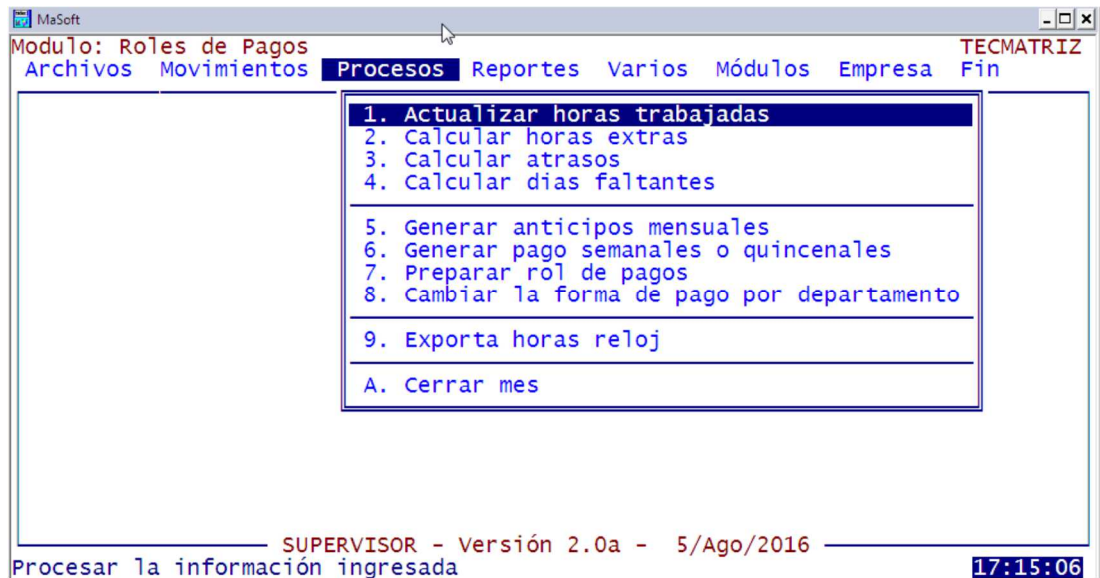 MaSoft
Modulo: Roles de Pagos TECMATRIZ
Archivos Movimientos Procesos Reportes Varios Módulos Empresa Fin
1. Actualizar horas trabajadas
2. Calcular horas extras
3. Calcular atrasos
4. Calcular dias faltantes
5. Generar anticipos mensuales
6. Generar pago semanales o quincenales
7. Preparar rol de pagos
8. Cambiar la forma de pago por departamento
9. Exporta horas reloj
A. Cerrar mes
SUPERVISOR - Versión 2.0a - 5/Ago/2016
Procesar la información ingresada 17:15:06